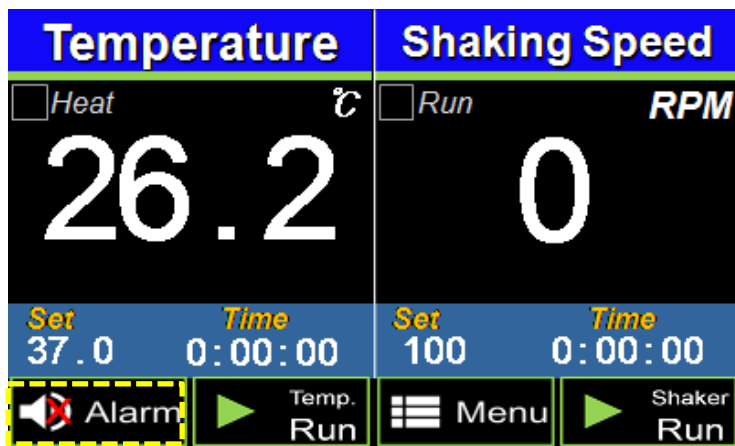 Temperature
Shaking Speed
Heat
℃
Run
RPM
26.2
0
Set
Time
Set
Time
37.0
0:00:00
100
0:00:00
Alarm
Temp.
Run
Menu
Shaker
Run